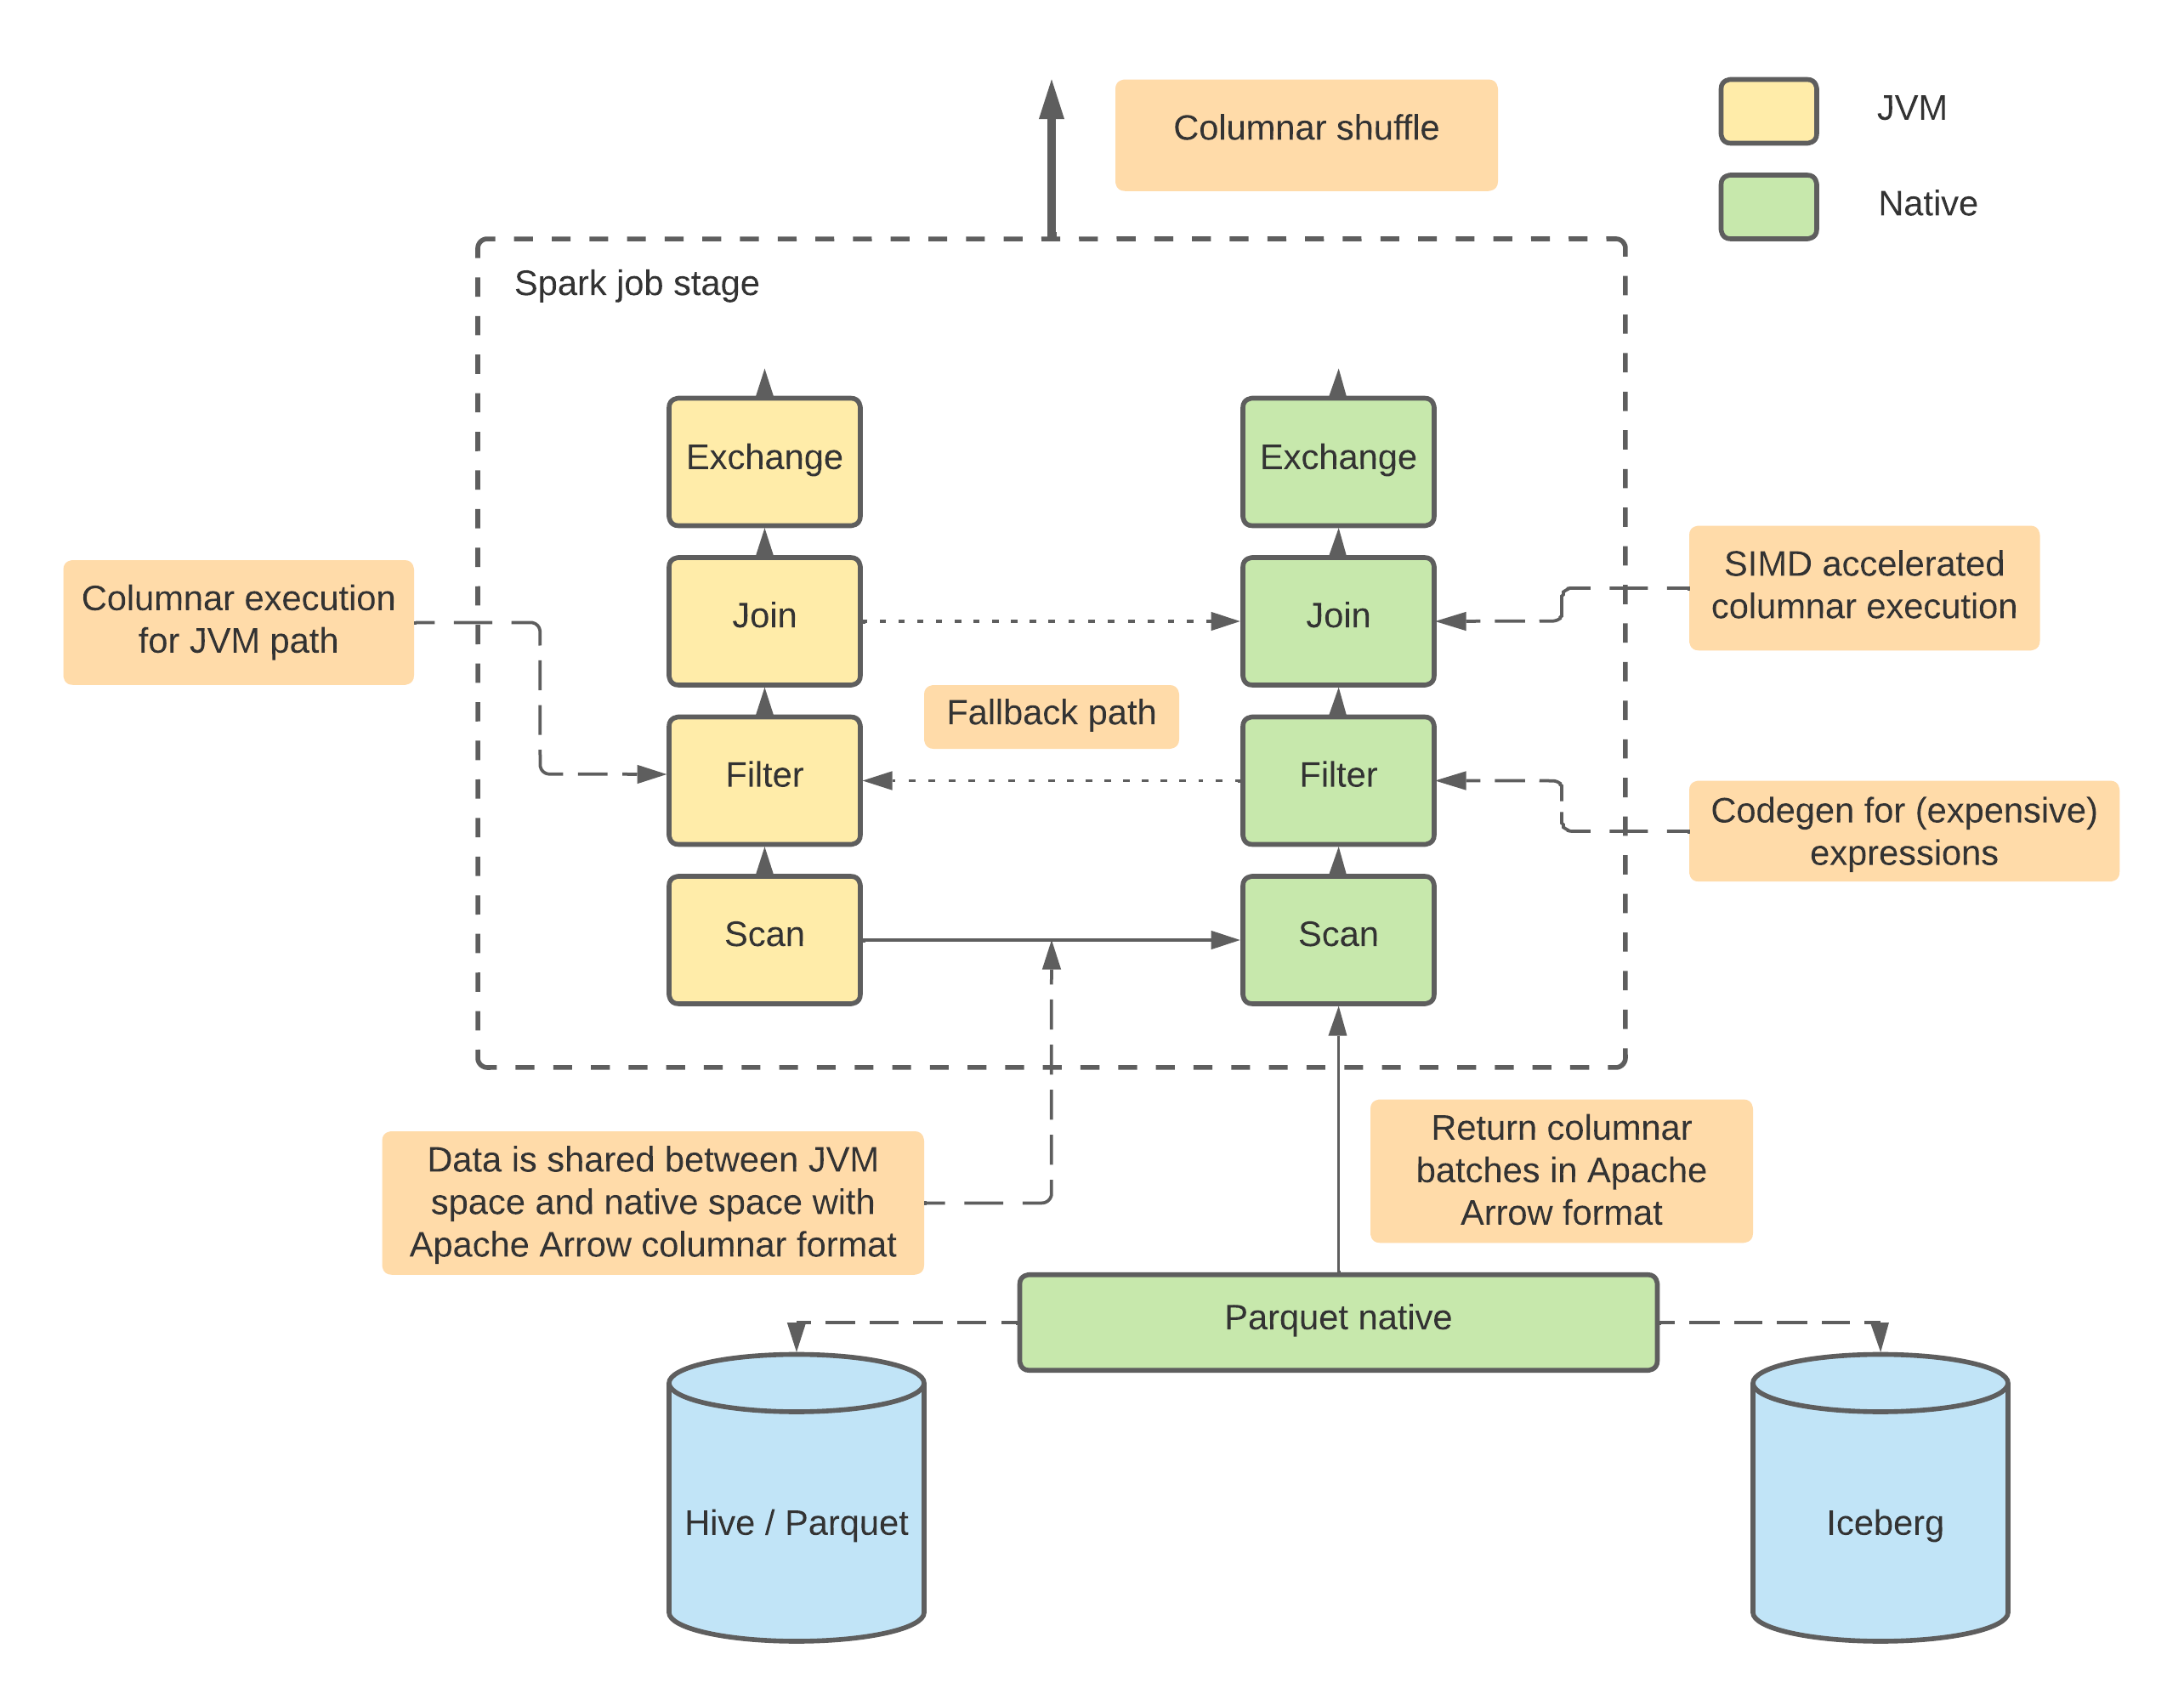 Columnar shuffle
JVM
Native
Spark job stage
Exchange
Exchange
Columnar execution
for JVM path
Join
Join
SIMD accelerated
columnar execution
Fallback path
Filter
Filter
Codegen for (expensive)
expressions
Scan
Scan
Data is shared between JVM
space and native space with
Apache Arrow columnar format
Return columnar
batches in Apache
Arrow format
Parquet native
Hive / Parquet
Iceberg